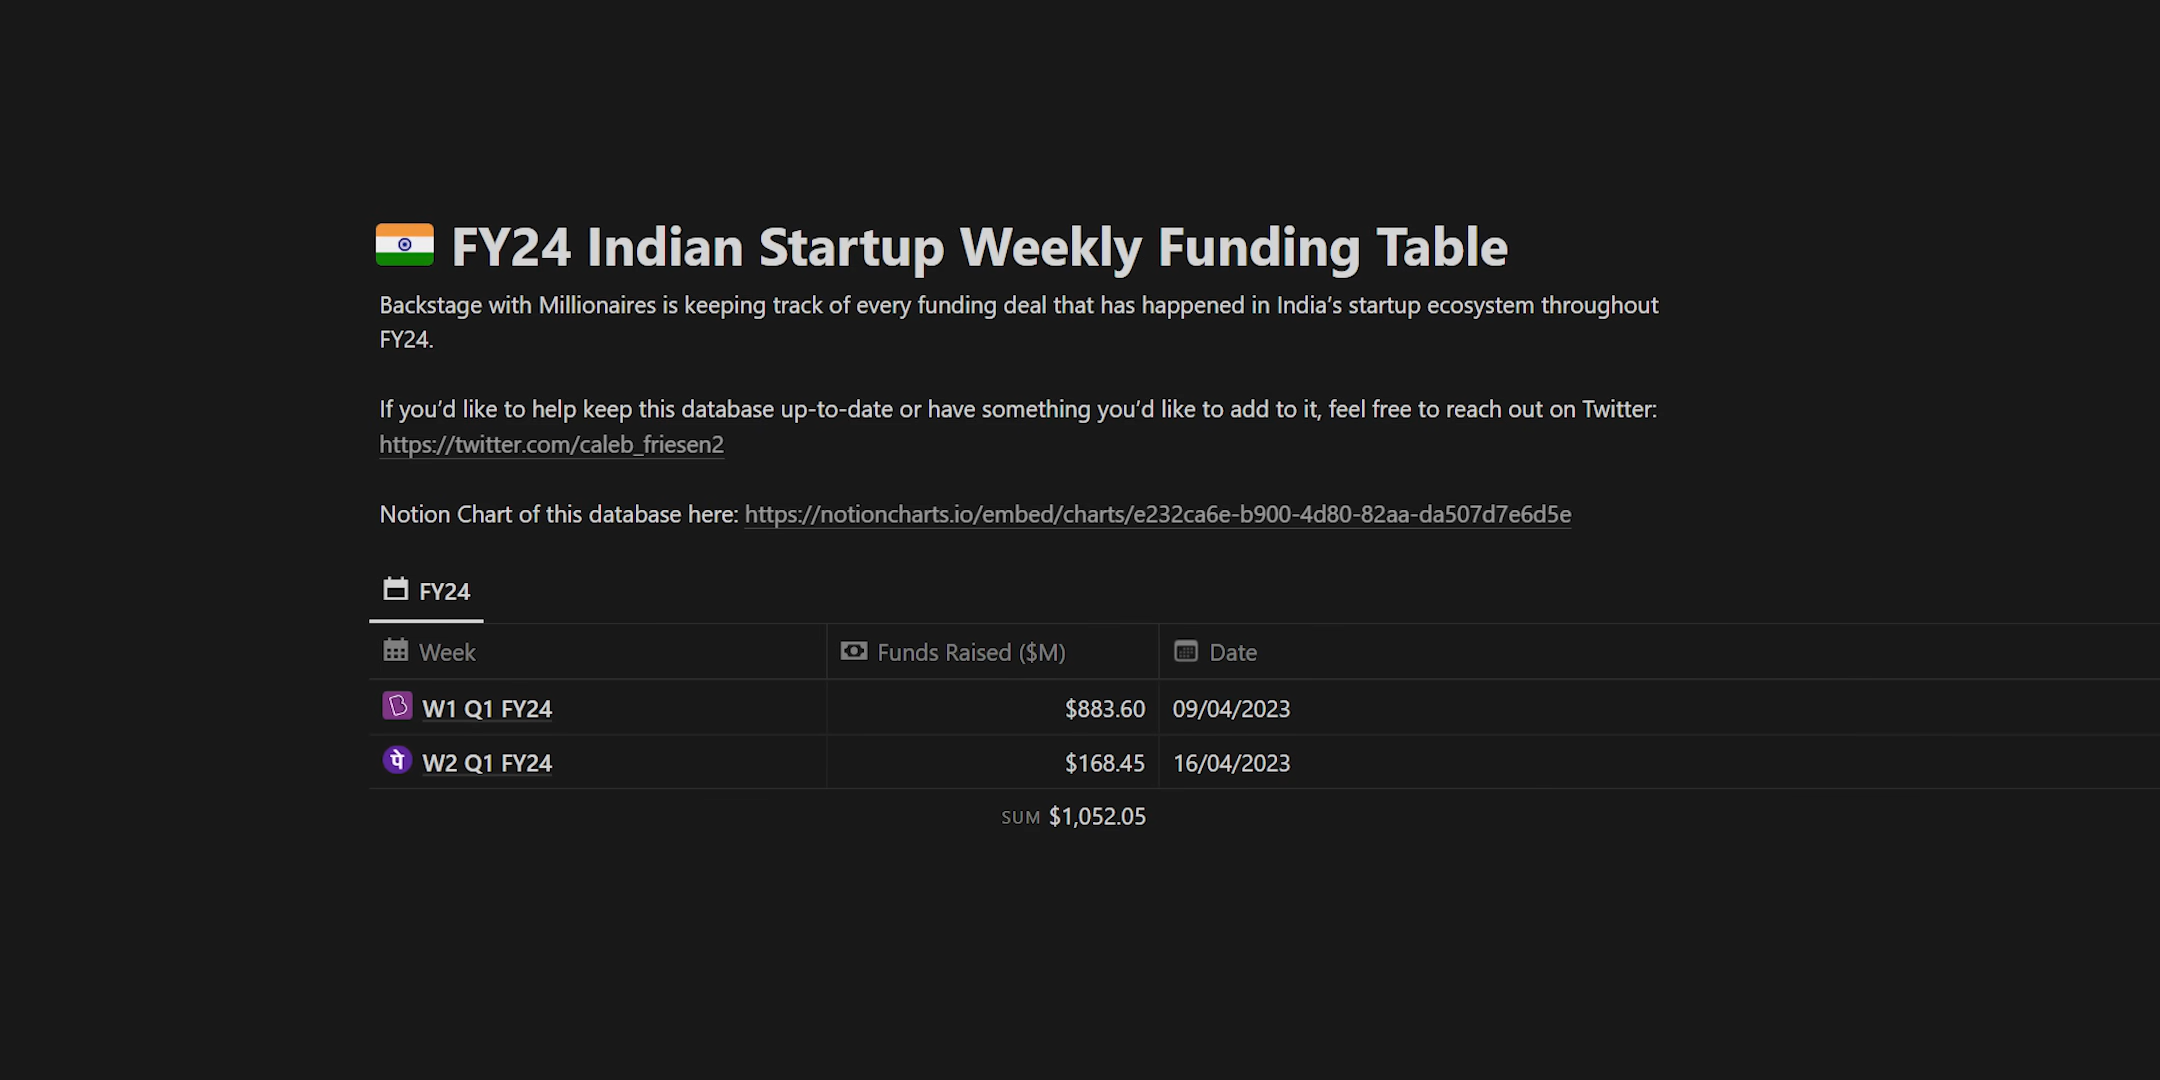 FY24 Indian Startup Weekly Funding Table
Backstage with Millionaires is keeping track of every funding deal that has happened in India’s startup ecosystem throughout
FY24.
If you’d like to help keep this database up-to-date or have something you’d like to add to it, feel free to reach out on Twitter:
https://twitter.com/caleb_friesen2
Notion Chart of this database here: https://notioncharts.io/embed/charts/e232ca6e-b900-4d80-82aa-da507d7e6d5e
FY24
Week Funds Raised ($M) Date
B W1 Q1 FY24 $883.60 09/04/2023
पे W2 Q1 FY24 $168.45 16/04/2023
SUM $1,052.05